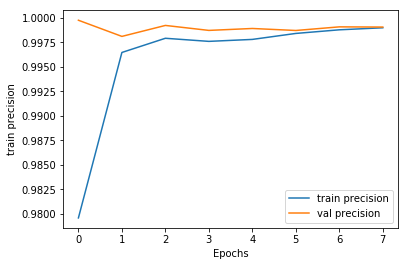 1.0000
0.9975
0.9950
0.9925
0.9900
0.9875
0.9850
0.9825
0.9800
train precision
0 1 2 3 4 5 6 7
Epochs
train precision
val precision